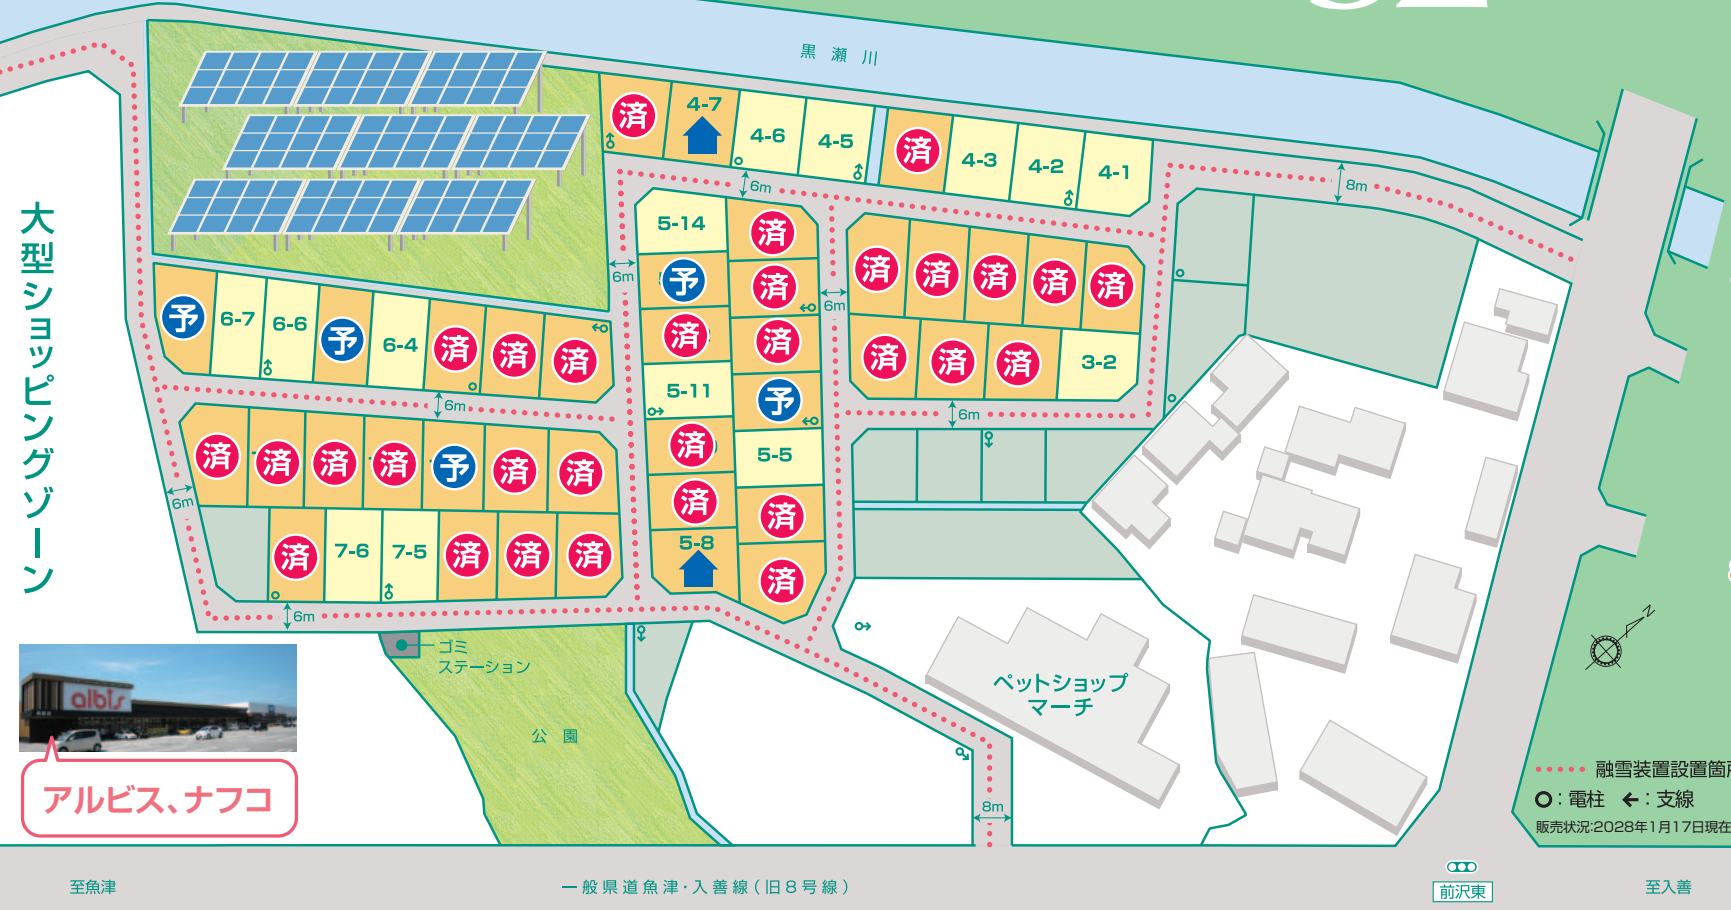 黒瀬川
済
4-7
4-6
4-5
済
4-3
4-2
4-1
6m
8m
5-14
済
予
済
済
済
5-11
予
済
5-5
済
済
5-8
済
6m
6m
済
済
済
済
済
済
済
済
3-2
6m
予
6-7
6-6
予
6-4
済
済
済
6m
済
済
済
済
予
済
済
6m
済
7-6
7-5
済
済
済
6m
大型ショッピングゾーン
albis
アルビス、ナフコ
ゴミ
ステーション
公園
ペットショップ
マーチ
8m
N
融雪装置設置箇
○：電柱 ←：支線
販売状況:2028年1月17日現在
至魚津
一般県道魚津・入善線(旧8号線)
前沢東
至入善